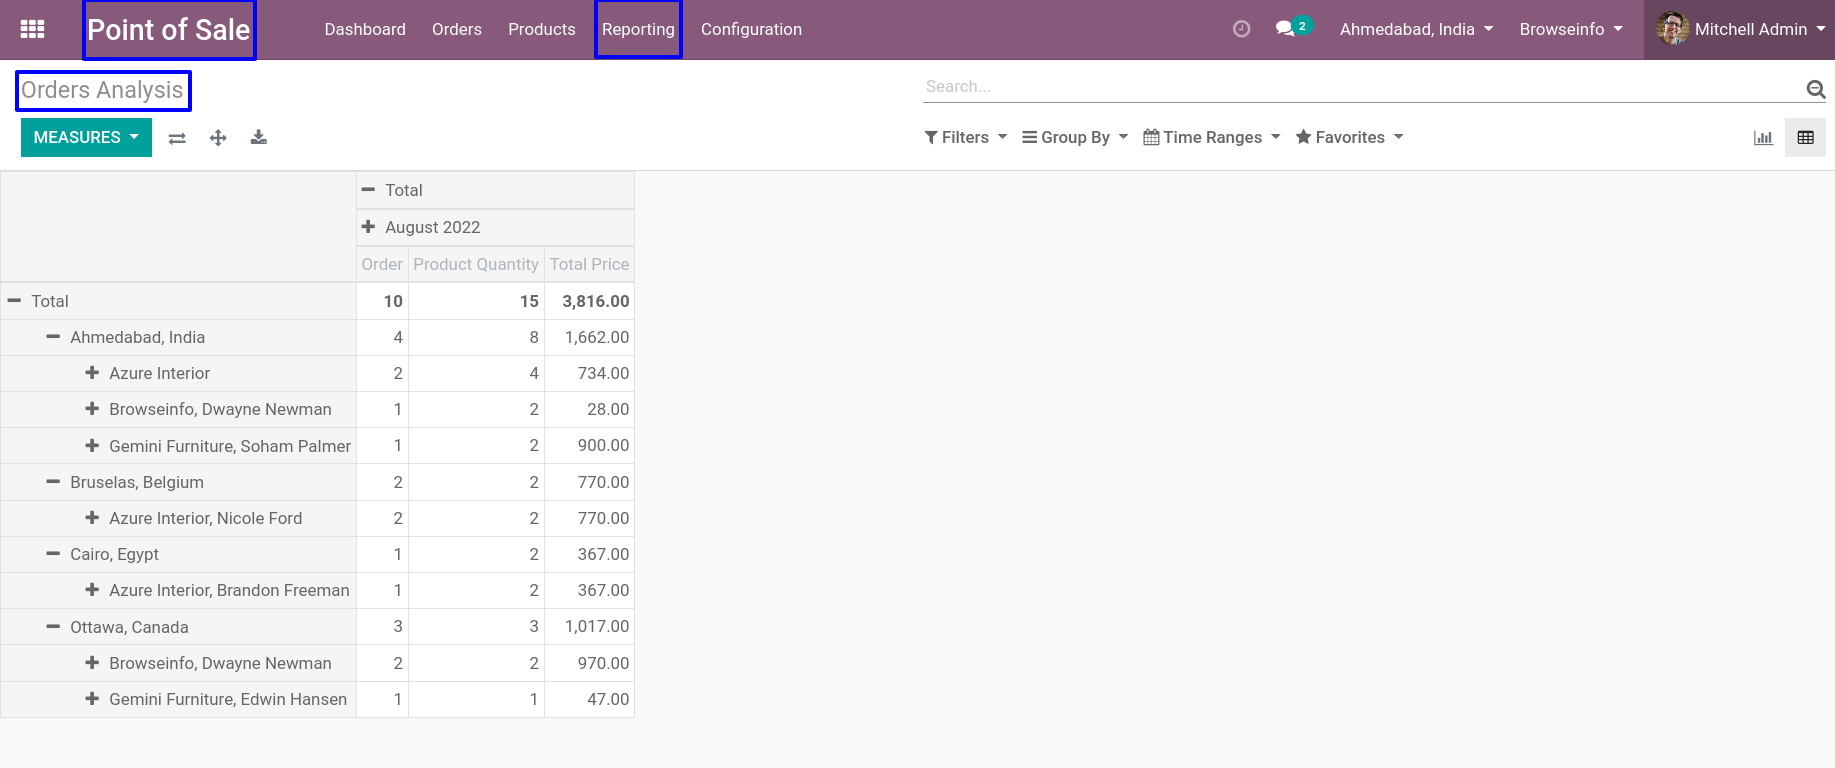 Point of Sale Dashboard Orders Products Reporting Configuration 2 Ahmedabad, India Browseinfo Mitchell Admin
Orders Analysis Search...
MEASURES Filters Group By Time Ranges Favorites
Total
August 2022
Order Product Quantity Total Price
Total 10 15 3,816.00
Ahmedabad, India 4 8 1,662.00
Azure Interior 2 4 734.00
Browseinfo, Dwayne Newman 1 2 28.00
Gemini Furniture, Soham Palmer 1 2 900.00
Bruselas, Belgium 2 2 770.00
Azure Interior, Nicole Ford 2 2 770.00
Cairo, Egypt 1 2 367.00
Azure Interior, Brandon Freeman 1 2 367.00
Ottawa, Canada 3 3 1,017.00
Browseinfo, Dwayne Newman 2 2 970.00
Gemini Furniture, Edwin Hansen 1 1 47.00